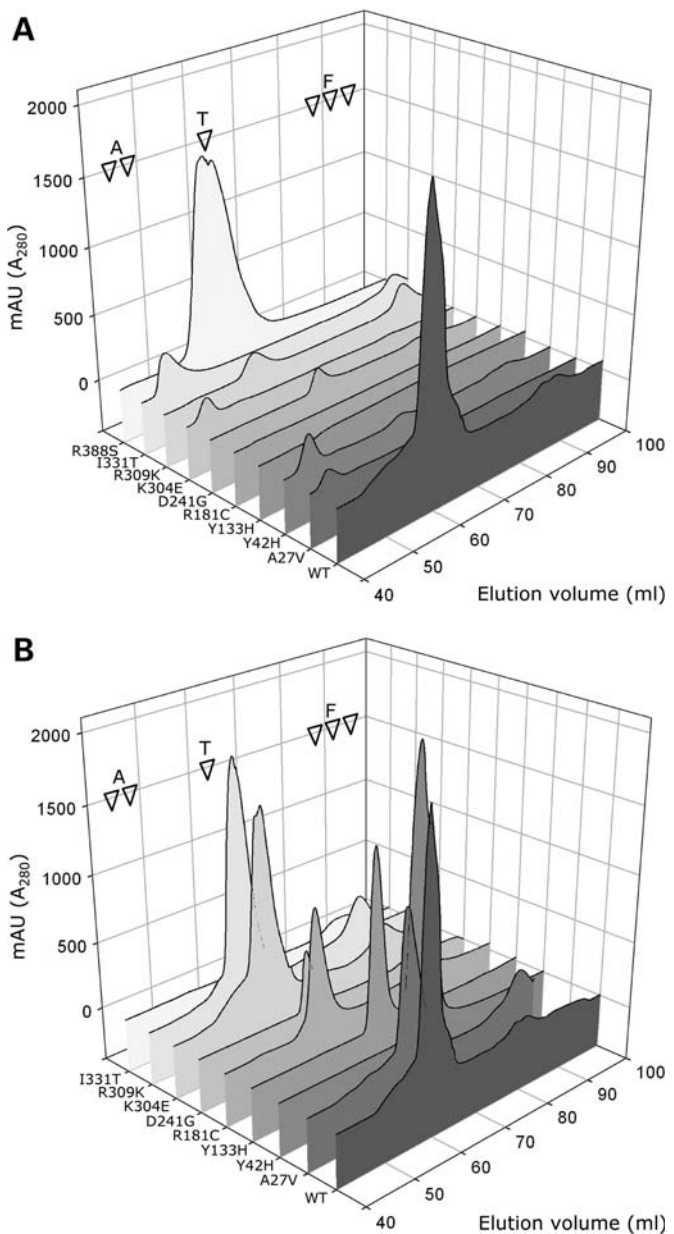 A
2000
1500
1000
500
0
mAU (A280)
A
T
F
R388S
I331T
R309K
K304E
D241G
R181C
Y133H
Y42H
A27V
WT
40
50
60
70
80
90
100
Elution volume (ml)
B
2000
1500
1000
500
0
mAU (A280)
A
T
F
I331T
R309K
K304E
D241G
R181C
Y133H
Y42H
A27V
WT
40
50
60
70
80
90
100
Elution volume (ml)